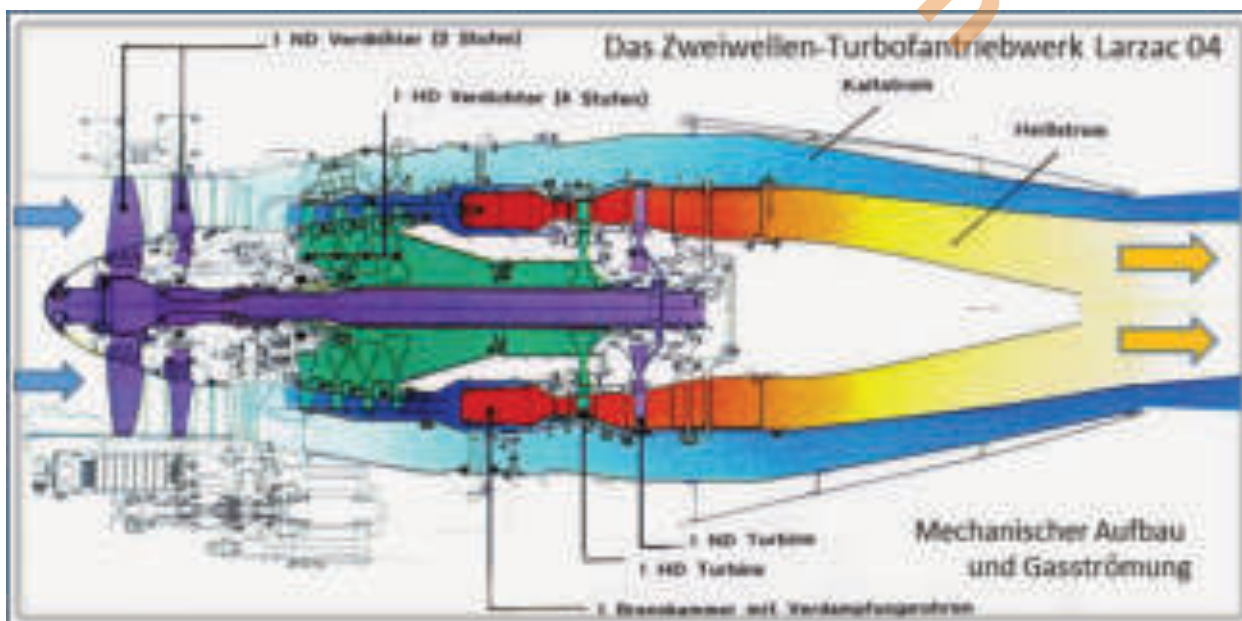 1 ND Verdichter (2 Stufen)
Das Zweiwellen-Turbofantriebwerk Larzac 04
1 HD Verdichter (4 Stufen)
Kaltstrom
Heißstrom
1 ND Turbine
1 HD Turbine
1 Brennkammer mit Verdampfungsrohren
Mechanischer Aufbau
und Gasströmung